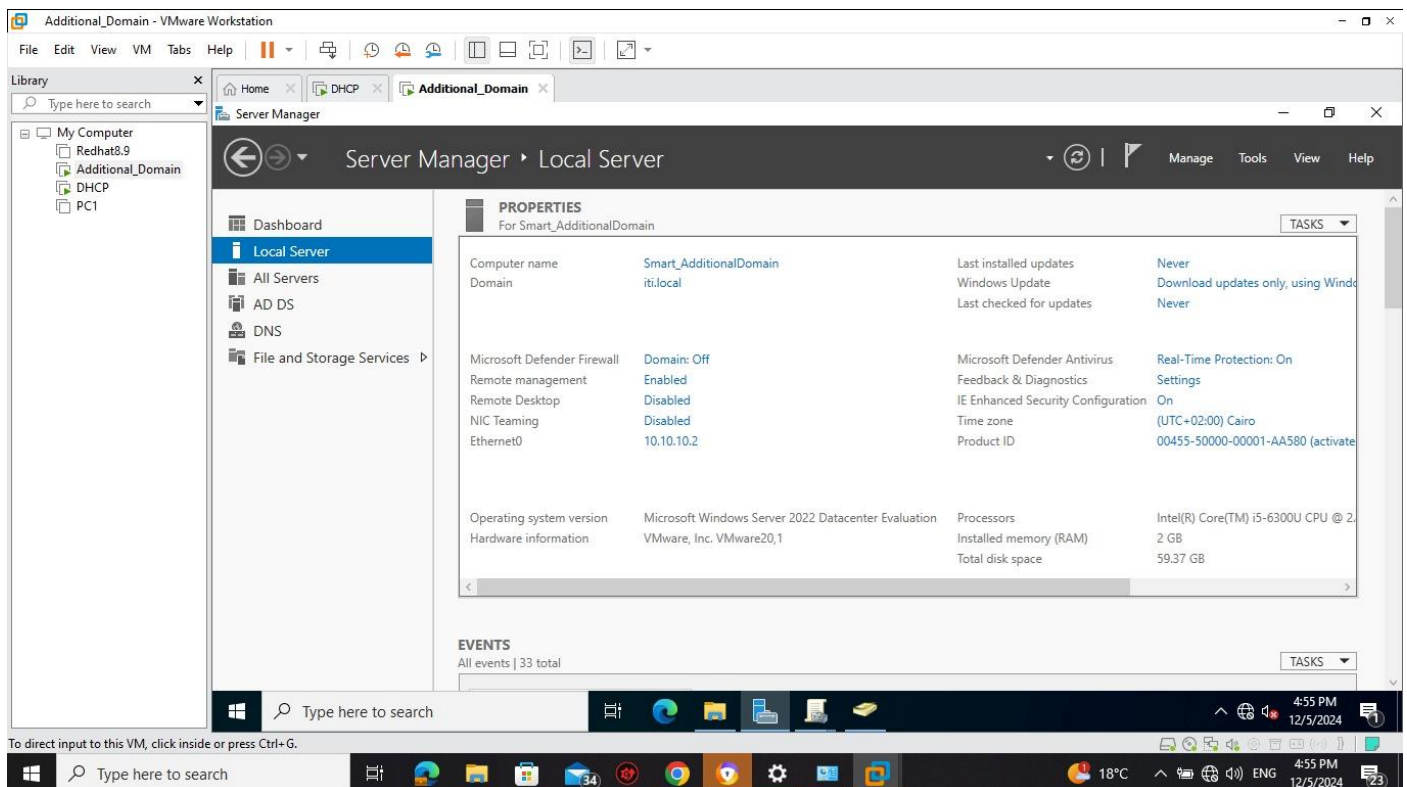 Additional_Domain - VMware Workstation
File Edit View VM Tabs Help
Library
Type here to search
My Computer
Redhat8.9
Additional_Domain
DHCP
PC1
Home DHCP Additional_Domain
Server Manager
Server Manager ‣ Local Server
Manage Tools View Help
Dashboard
Local Server
All Servers
AD DS
DNS
File and Storage Services
PROPERTIES
For Smart_AdditionalDomain
TASKS
Computer name Smart_AdditionalDomain
Domain iti.local
Last installed updates Never
Windows Update Download updates only, using Windo
Last checked for updates Never
Microsoft Defender Firewall Domain: Off
Remote management Enabled
Remote Desktop Disabled
NIC Teaming Disabled
Ethernet0 10.10.10.2
Microsoft Defender Antivirus Real-Time Protection: On
Feedback & Diagnostics Settings
IE Enhanced Security Configuration On
Time zone (UTC+02:00) Cairo
Product ID 00455-50000-00001-AA580 (activate
Operating system version Microsoft Windows Server 2022 Datacenter Evaluation
Hardware information VMware, Inc. VMware20,1
Processors Intel(R) Core(TM) i5-6300U CPU @ 2.
Installed memory (RAM) 2 GB
Total disk space 59.37 GB
EVENTS
All events | 33 total
TASKS
Type here to search
4:55 PM
12/5/2024
1
To direct input to this VM, click inside or press Ctrl+G.
Type here to search
34
18°C
ENG
4:55 PM
12/5/2024
23